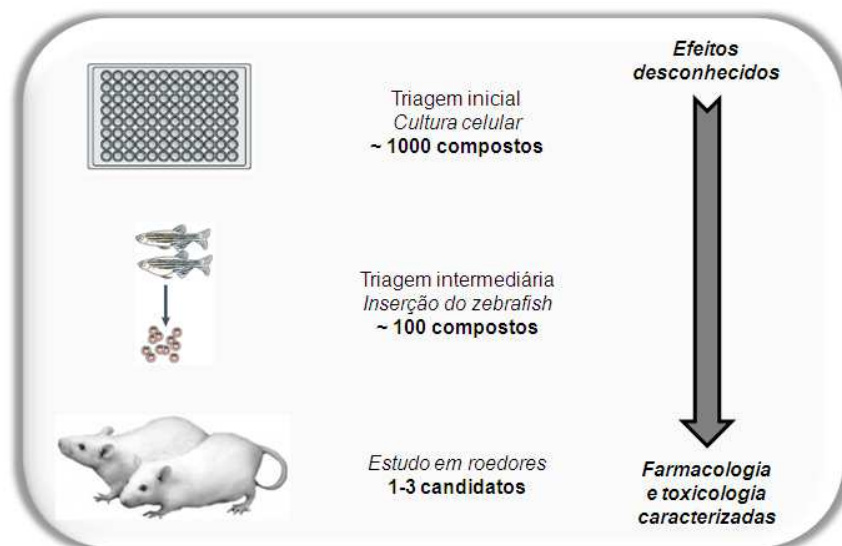 Efeitos
desconhecidos
Triagem inicial
Cultura celular
~ 1000 compostos
Triagem intermediária
Inserção do zebrafish
~ 100 compostos
Estudo em roedores
1-3 candidatos
Farmacologia
e toxicologia
caracterizadas